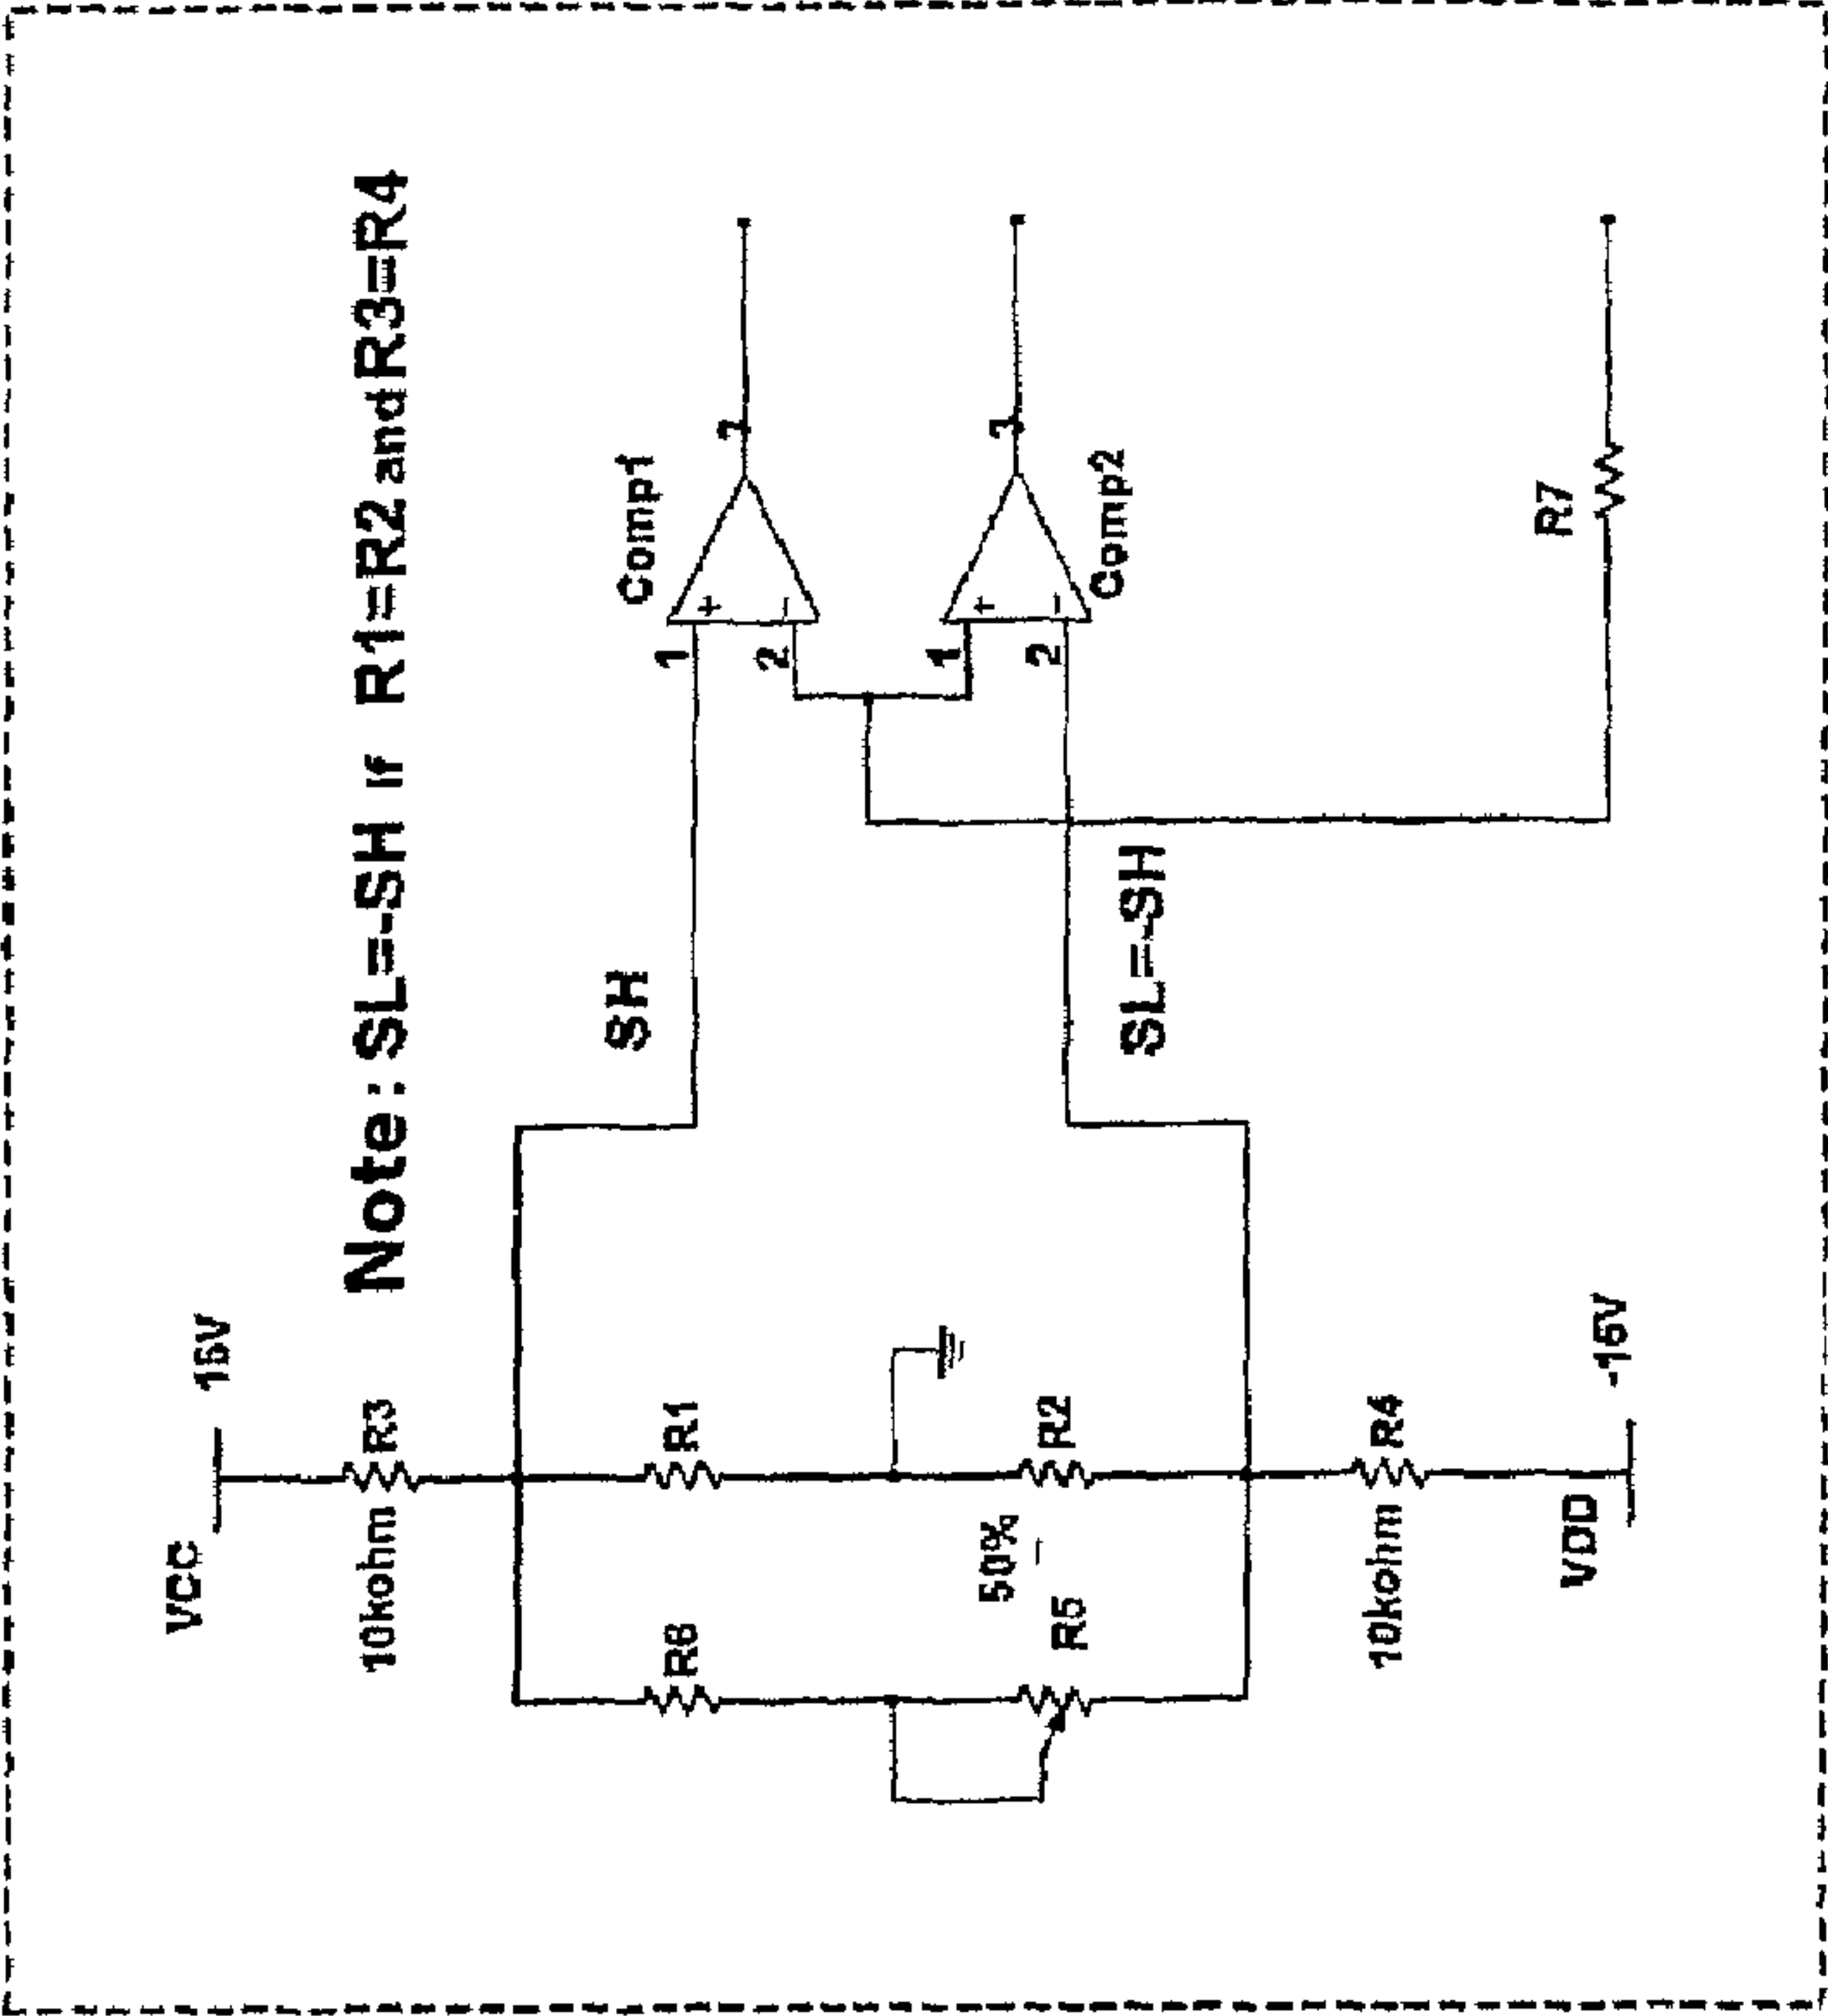 VCC
15V
10kohm
R3
Note: SL=-SH if R1=R2 and R3=R4
SH
Comp1
R6
R1
1
+
3
2
-
50%
1
+
3
R5
R2
2
-
Comp2
SL=-SH
10kohm
R4
R7
VDD
-15V